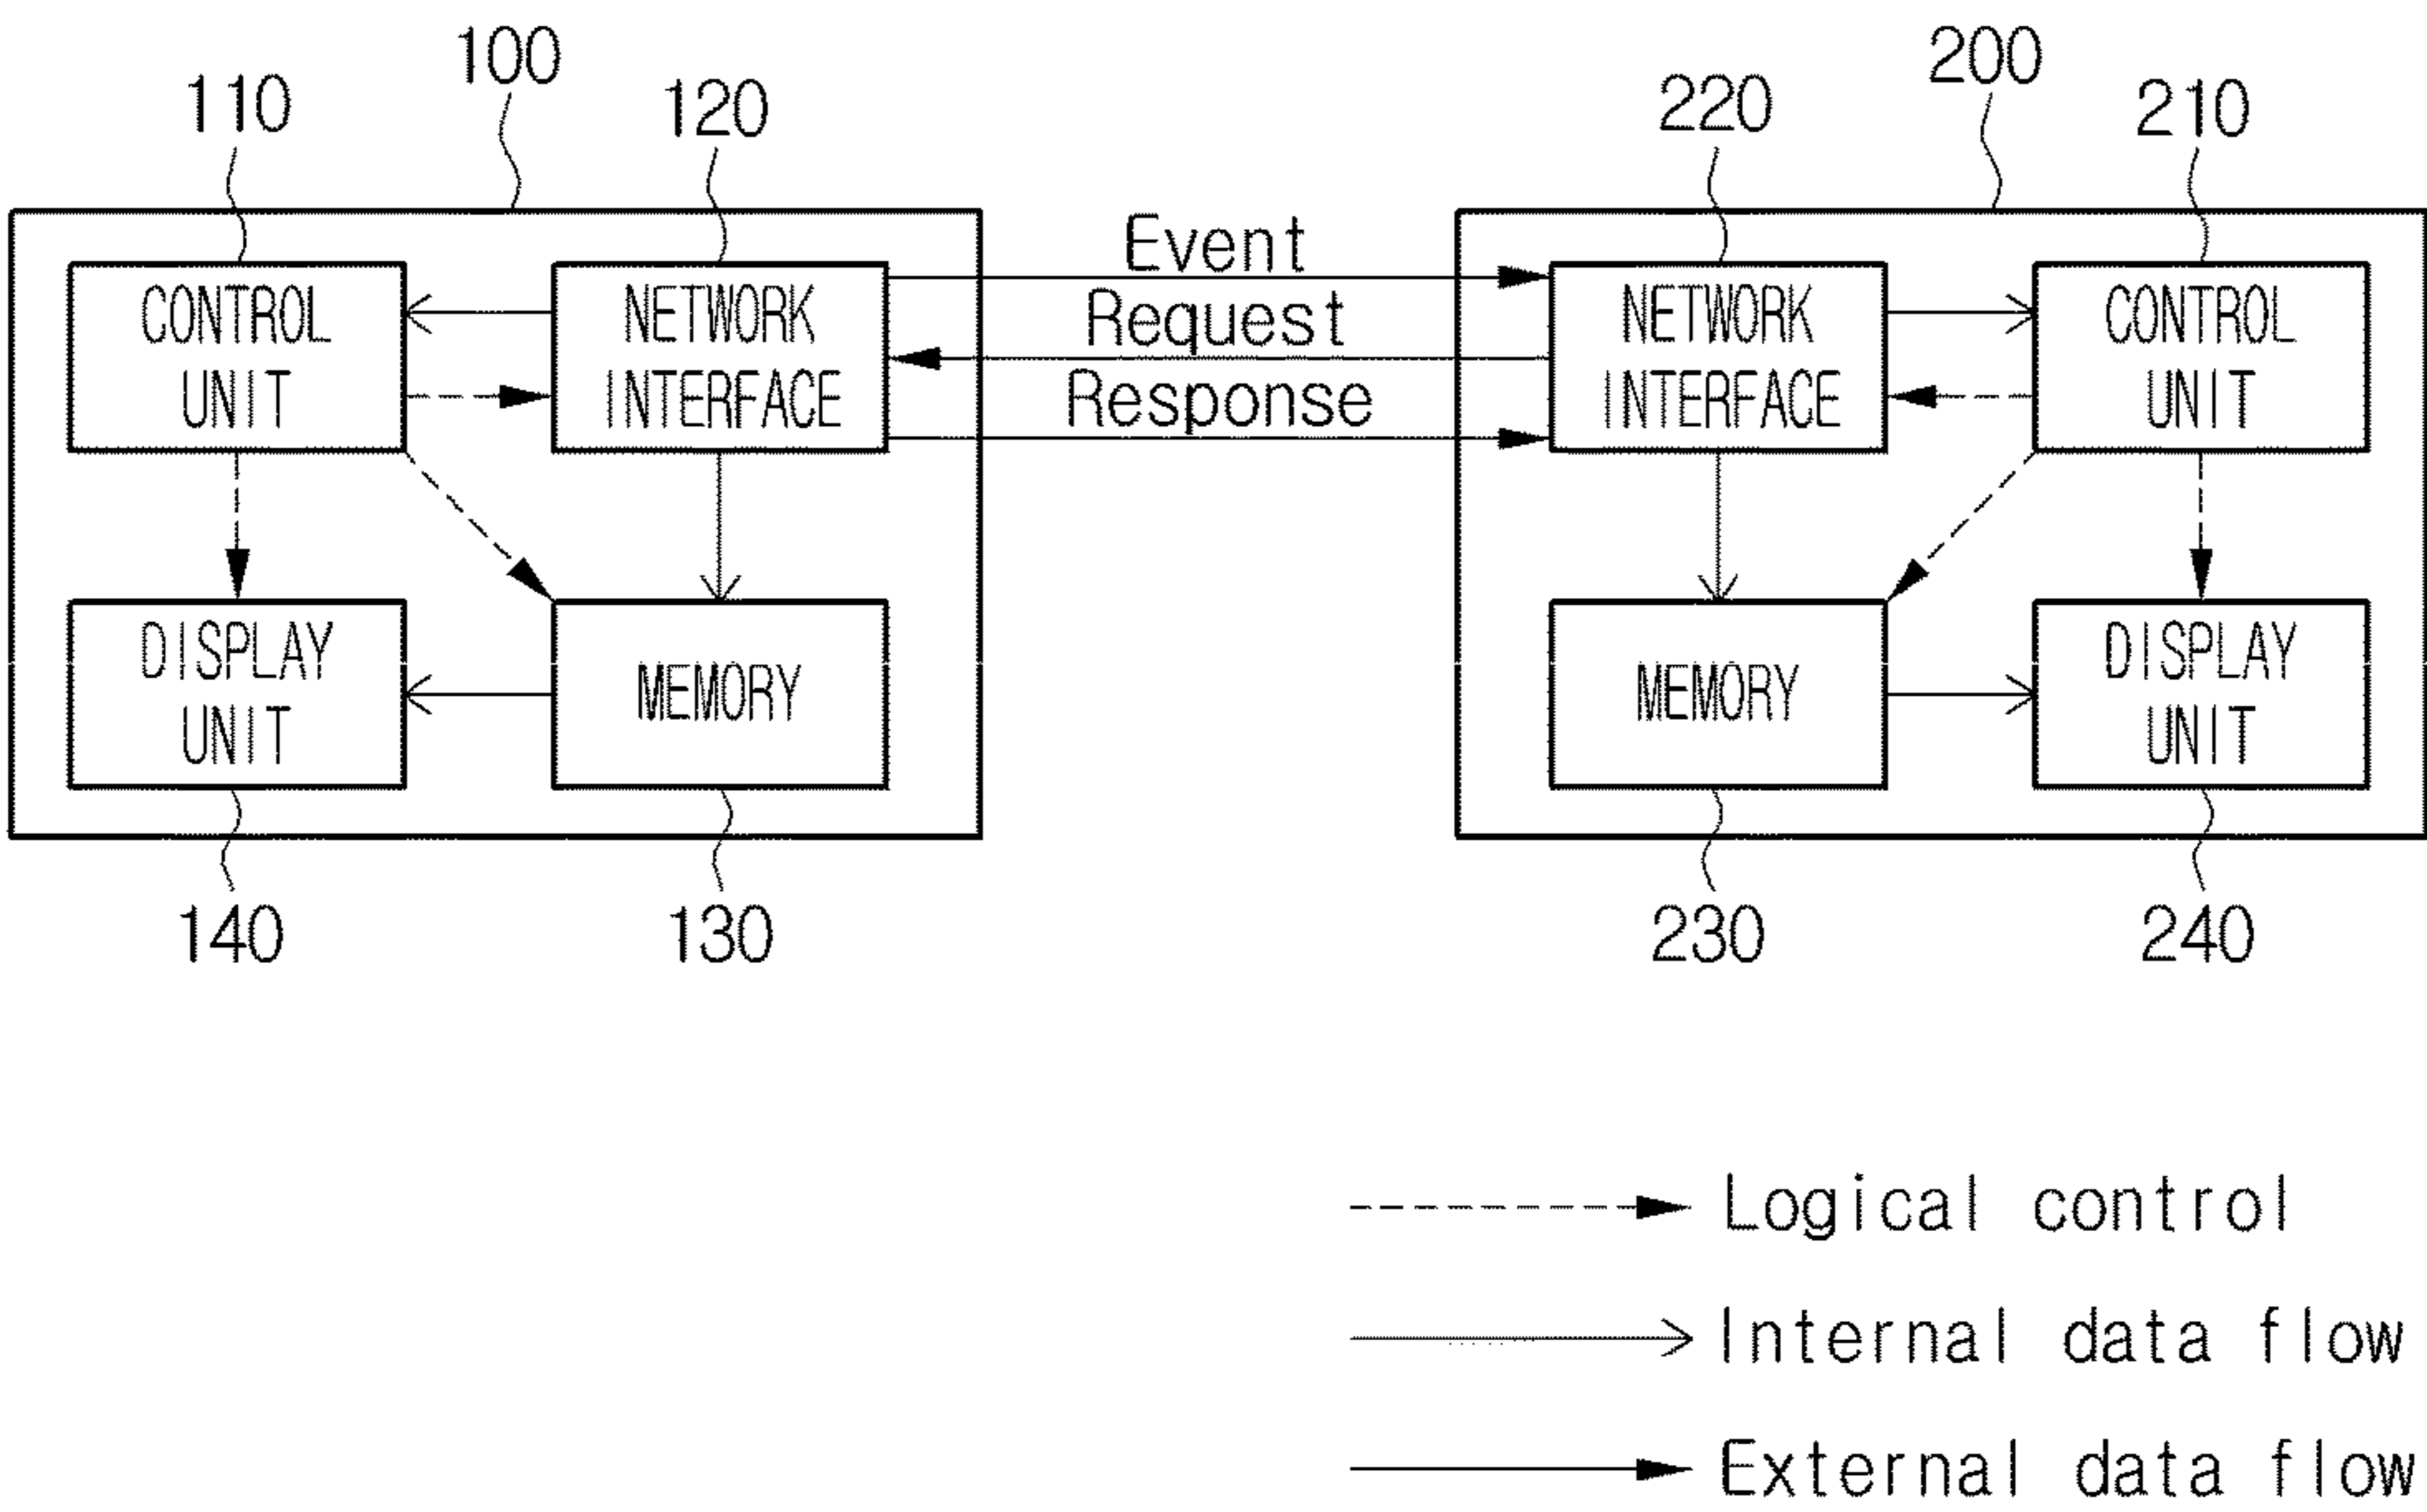 100
200
110
120
220
210
Event
Request
Response
CONTROL
UNIT
NETWORK
INTERFACE
NETWORK
INTERFACE
CONTROL
UNIT
DISPLAY
UNIT
MEMORY
MEMORY
DISPLAY
UNIT
140
130
230
240
Logical control
Internal data flow
External data flow